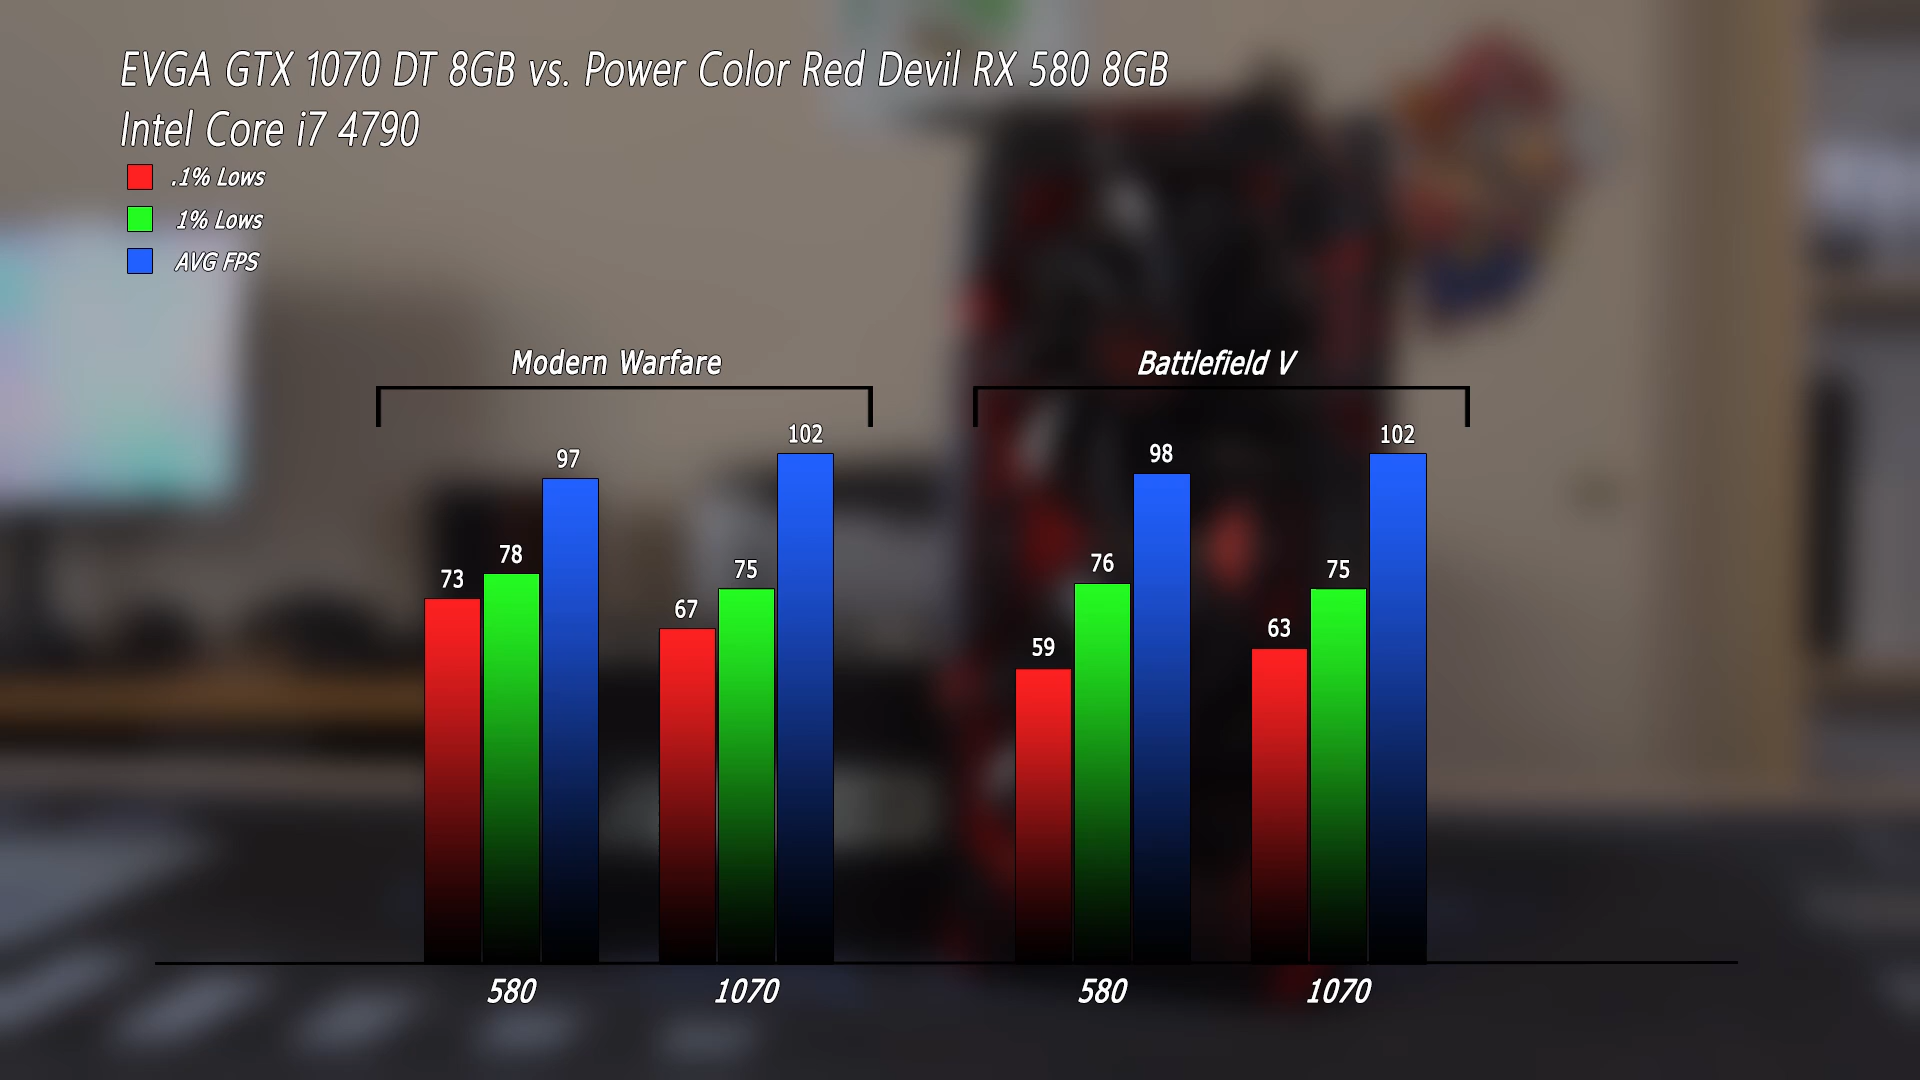 EVGA GTX 1070 DT 8GB vs. Power Color Red Devil RX 580 8GB
Intel Core i7 4790
.1% Lows
1% Lows
AVG FPS
Modern Warfare
Battlefield V
73
78
97
67
75
102
59
76
98
63
75
102
580
1070
580
1070